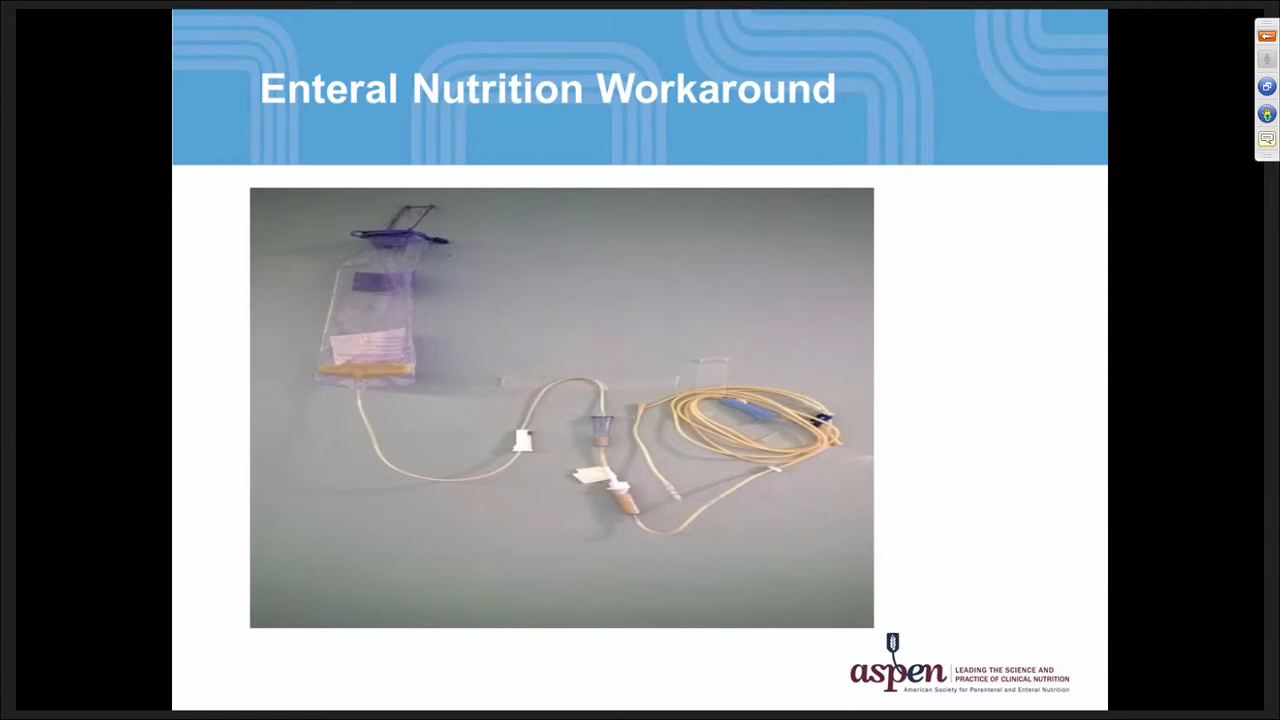 Enteral Nutrition Workaround
aspen
LEADING THE SCIENCE AND
PRACTICE OF CLINICAL NUTRITION
American Society for Parenteral and Enteral Nutrition